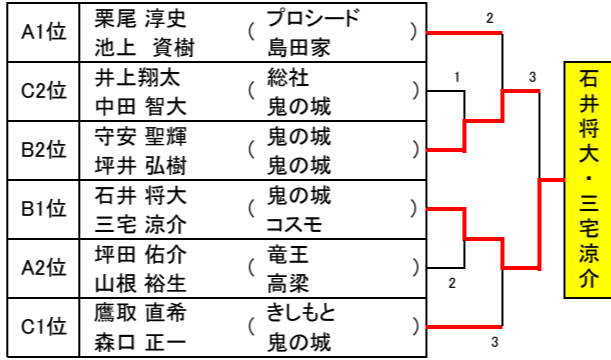 A1位 栗尾 淳史 ( プロシード )
池上 資樹 島田家
C2位 井上翔太 ( 総社 )
中田 智大 鬼の城
B2位 守安 聖輝 ( 鬼の城 )
坪井 弘樹 鬼の城
B1位 石井 将大 ( 鬼の城 )
三宅 涼介 コスモ
A2位 坪田 佑介 ( 竜王 )
山根 裕生 高梁
C1位 鷹取 直希 ( きしもと )
森口 正一 鬼の城
2
1
3
2
3
石井将大・三宅涼介